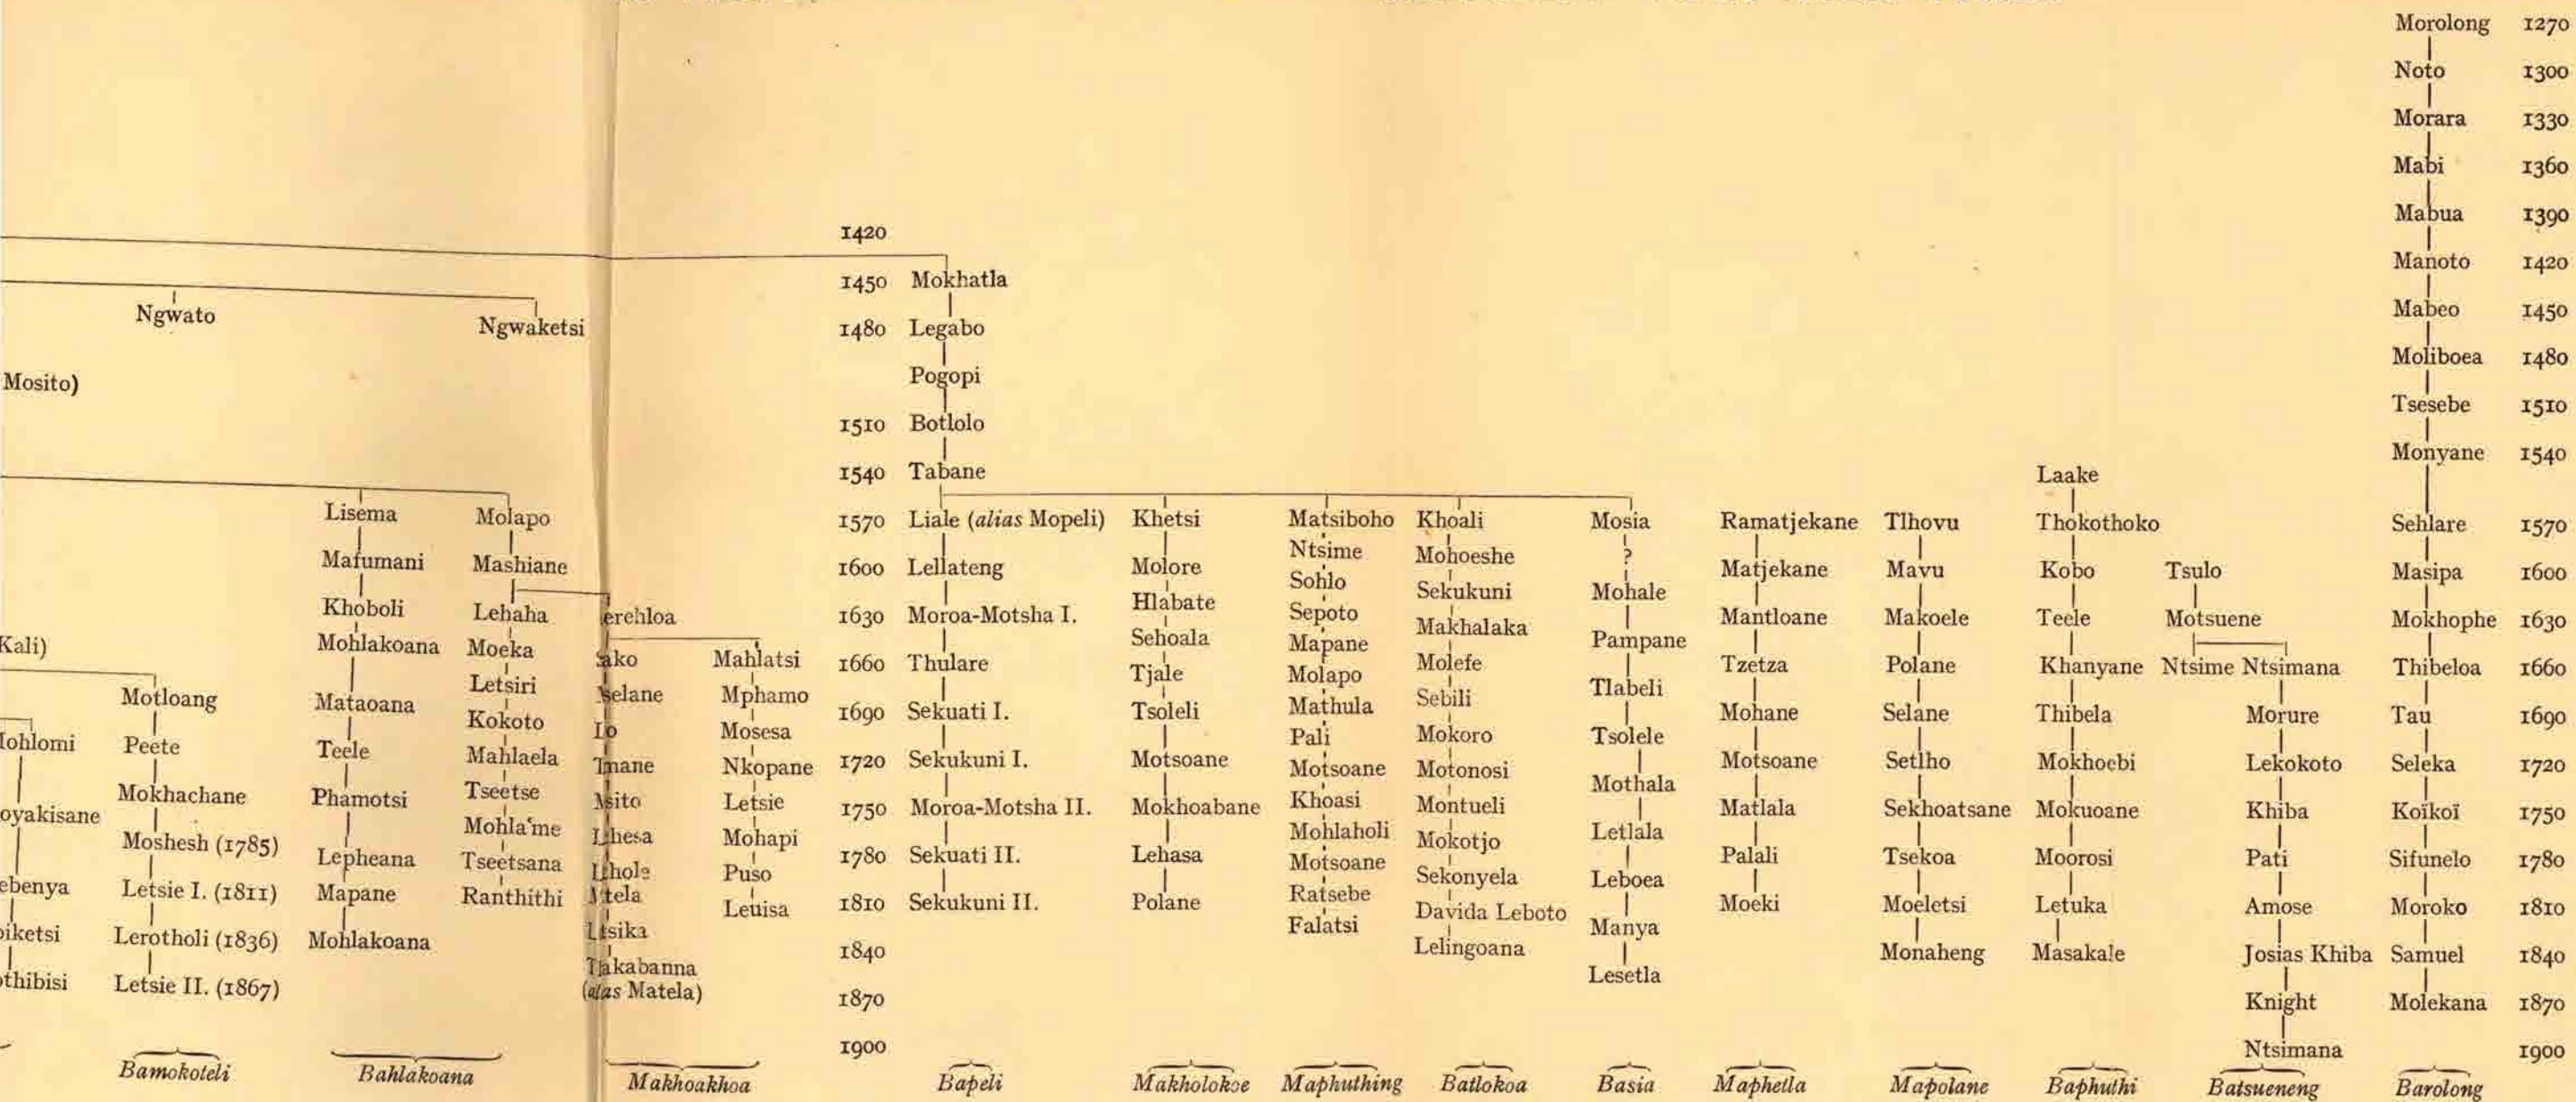 Mosito)
Kali)
ohlomi
oyakisane
ebenya
iketsi
thibisi
Ngwato
Motloang
Peete
Mokhachane
Moshesh (1785)
Letsie I. (1811)
Lerotholi (1836)
Letsie II. (1867)
Bamokoteli
Ngwaketsi
Lisema
Mafumani
Khoboli
Mohlakoana
Mataoana
Teele
Phamotsi
Lepheana
Mapane
Mohlakoana
Molapo
Mashiane
Lehaha
Moeka
Letsiri
Kokoto
Mahlaela
Tseetse
Mohla'me
Tseetsana
Ranthithi
Bahlakoana
erehloa
Selane
Matela)
Mahlatsi
Mphamo
Mosesa
Nkopane
Letsie
Mohapi
Puso
Leuisa
Makhoakhoa
1420
1450
1480
1510
1540
1570
1600
1630
1660
1690
1720
1750
1780
1810
1840
1870
1900
Mokhatla
Legabo
Pogopi
Botlolo
Tabane
Liale (alias Mopeli)
Lellateng
Moroa-Motsha I.
Thulare
Sekuati I.
Sekukuni I.
Moroa-Motsha II.
Sekuati II.
Sekukuni II.
Bapeli
Khetsi
Molore
Hlabate
Sehoala
Tjale
Tsoleli
Motsoane
Mokhoabane
Lehasa
Polane
Makholokoe
Matsiboho
Ntsime
Sohlo
Sepoto
Mapane
Molapo
Mathula
Pali
Motsoane
Khoasi
Mohlaholi
Motsoane
Ratsebe
Falatsi
Maphuthing
Khoali
Mohoeshe
Sekukuni
Makhalaka
Molefe
Sebili
Mokoro
Motonosi
Montueli
Mokotjo
Sekonyela
Davida Leboto
Lelingoana
Batlokoa
Mosia
?
Mohale
Pampane
Tlabeli
Tsolele
Mothala
Letlala
Leboea
Manya
Lesetla
Basia
Ramatjekane
Matjekane
Mantloane
Tzetza
Mohane
Motsoane
Matlala
Palali
Moeki
Maphetla
Tlhovu
Mavu
Makoele
Polane
Selane
Setlho
Sekhoatsane
Tsekoa
Moeletsi
Monaheng
Mapolane
Laake
Thokothoko
Kobo
Teele
Khanyane
Thibela
Mokhoebi
Mokuoane
Moorosi
Letuka
Masakale
Baphuthi
Tsulo
Motsuene
Ntsime Ntsimana
Morure
Lekokoto
Khiba
Pati
Amose
Josias Khiba
Knight
Ntsimana
Batsueneng
Morolong 1270
Noto 1300
Morara 1330
Mabi 1360
Mabua 1390
Manoto 1420
Mabeo 1450
Moliboea 1480
Tsesebe 1510
Monyane 1540
Sehlare 1570
Masipa 1600
Mokhophe 1630
Thibeloa 1660
Tau 1690
Seleka 1720
Koïkoï 1750
Sifunelo 1780
Moroko 1810
Samuel 1840
Molekana 1870
1900
Barolong